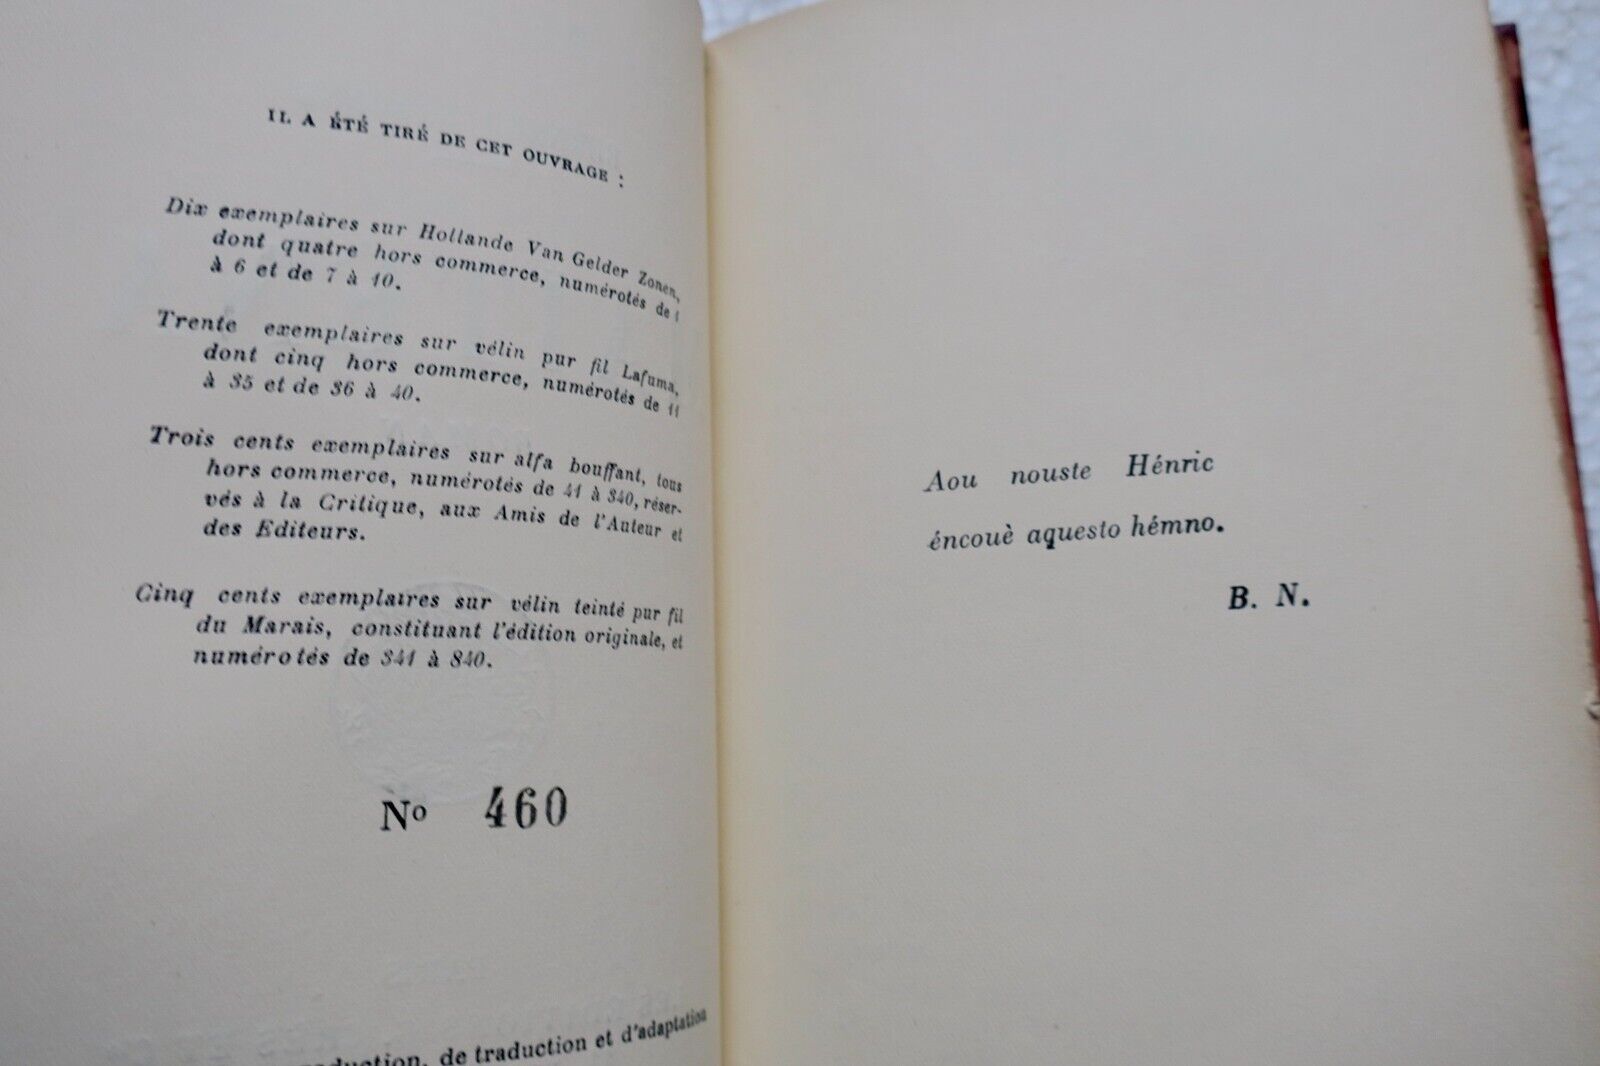 IL A ÉTÉ TIRÉ DE CET OUVRAGE :
Dix exemplaires sur Hollande Van Gelder Zonen,
dont quatre hors commerce, numérotés de 1
à 6 et de 7 à 10.
Trente exemplaires sur vélin pur fil Lafuma,
dont cinq hors commerce, numérotés de 11
à 35 et de 36 à 40.
Trois cents exemplaires sur alfa bouffant, tous
hors commerce, numérotés de 41 à 340, réser-
vés à la Critique, aux Amis de l'Auteur et
des Editeurs.
Cinq cents exemplaires sur vélin teinté pur fil
du Marais, constituant l'édition originale, et
numérotés de 341 à 840.
No 460
de traduction et d'adaptation
Aou nouste Hénric
éncouè aquesto hémno.
B. N.